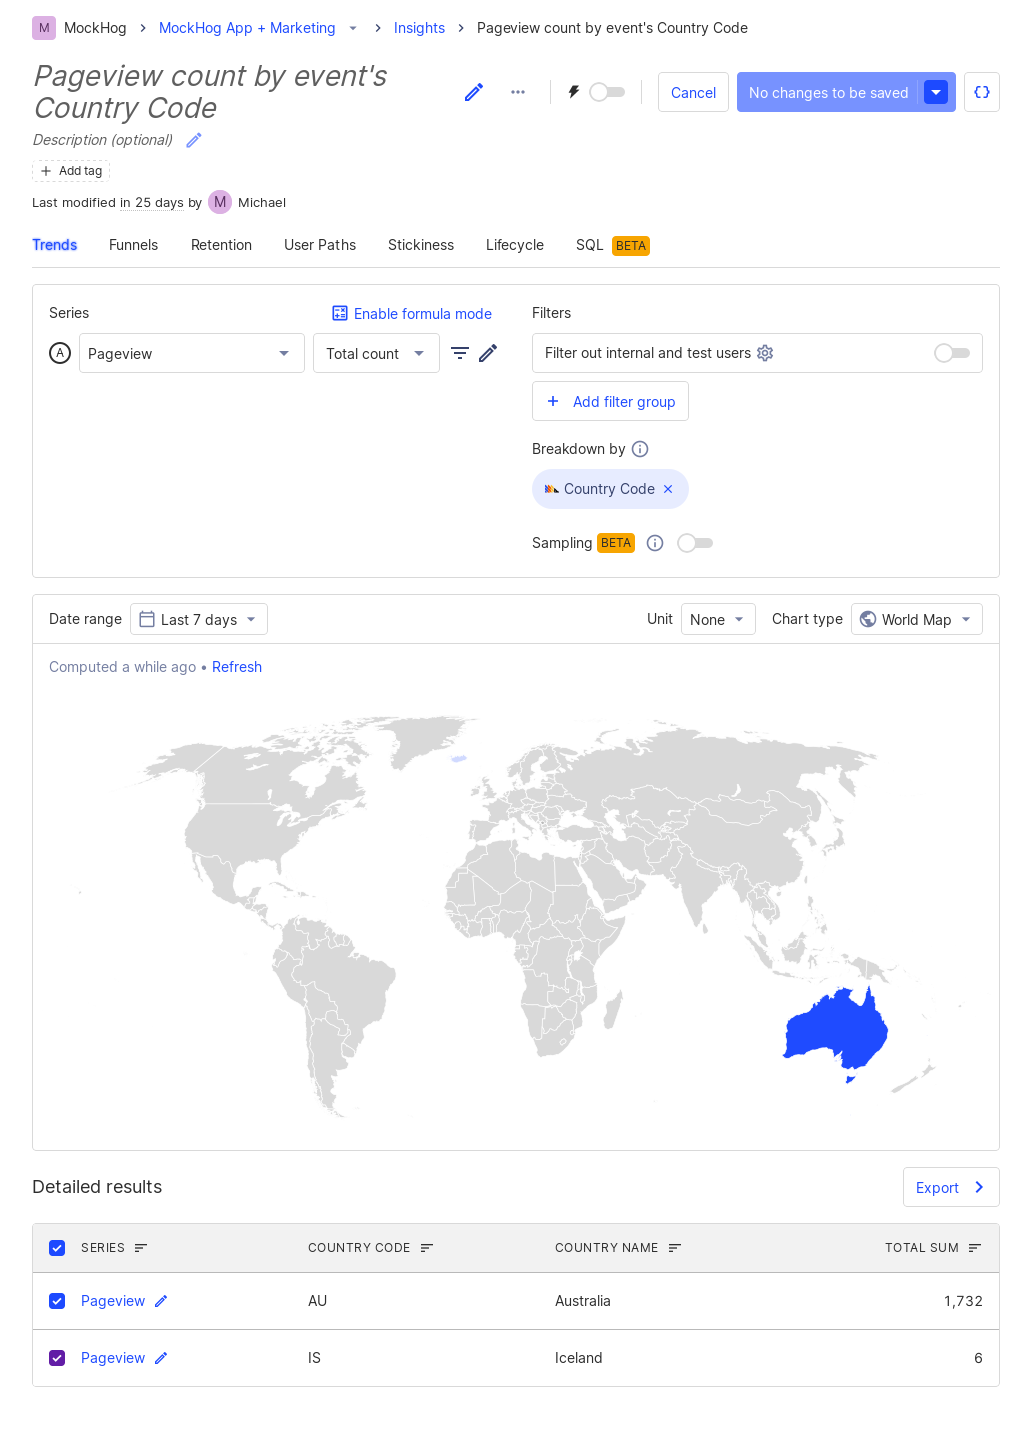 M MockHog MockHog App + Marketing Insights Pageview count by event's Country Code
Pageview count by event's
Country Code
Cancel No changes to be saved
Description (optional)
Add tag
Last modified in 25 days by M Michael
Trends Funnels Retention User Paths Stickiness Lifecycle SQL BETA
Series Enable formula mode
A Pageview Total count
Filters
Filter out internal and test users
Add filter group
Breakdown by
Country Code
Sampling BETA
Date range Last 7 days Unit None Chart type World Map
Computed a while ago • Refresh
Detailed results Export
SERIES COUNTRY CODE COUNTRY NAME TOTAL SUM
Pageview AU Australia 1,732
Pageview IS Iceland 6